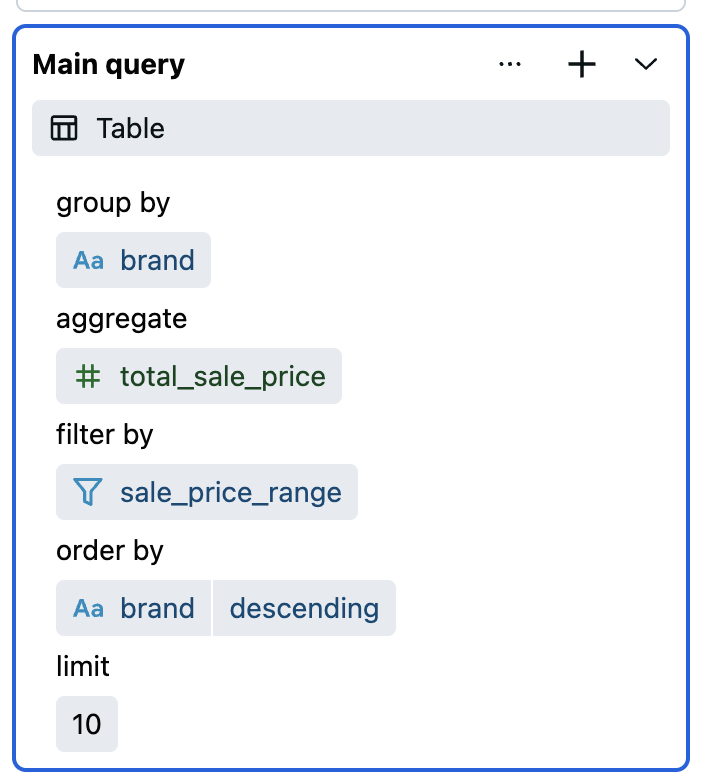 Main query
Table
group by
Aa brand
aggregate
# total_sale_price
filter by
sale_price_range
order by
Aa brand descending
limit
10